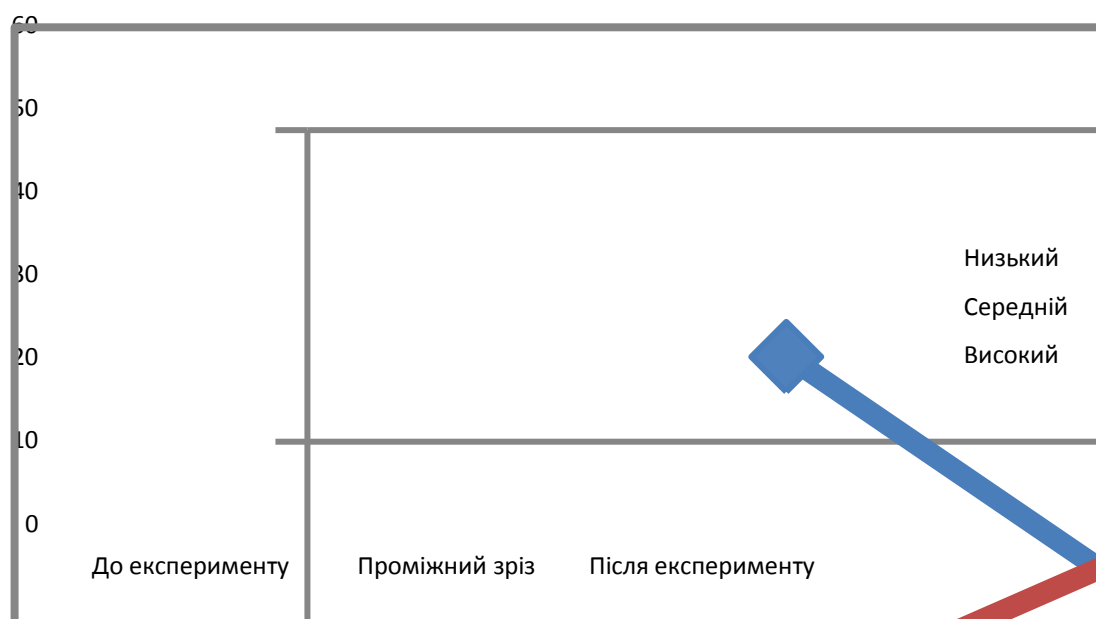 60
50
40
30
20
10
0
Низький
Середній
Високий
До експерименту Проміжний зріз Після експерименту